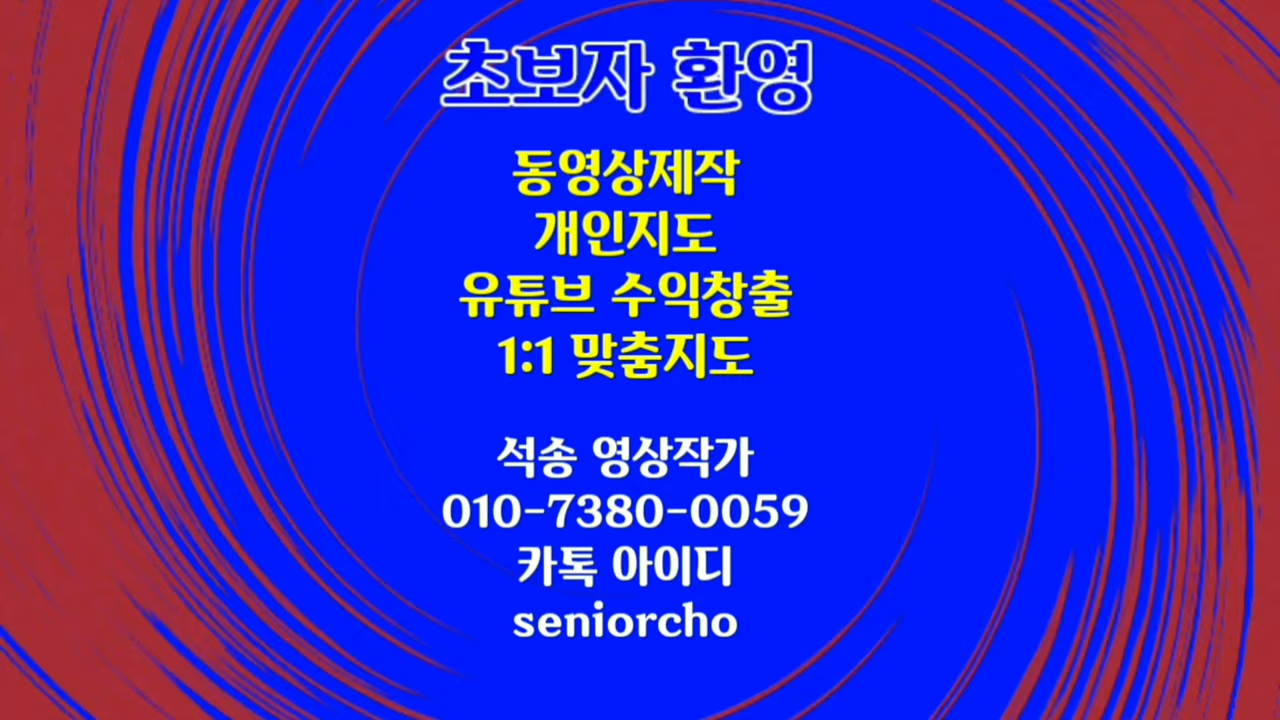 초보자 환영
동영상제작
개인지도
유튜브 수익창출
1:1 맞춤지도
석송 영상작가
010-7380-0059
카톡 아이디
seniorcho